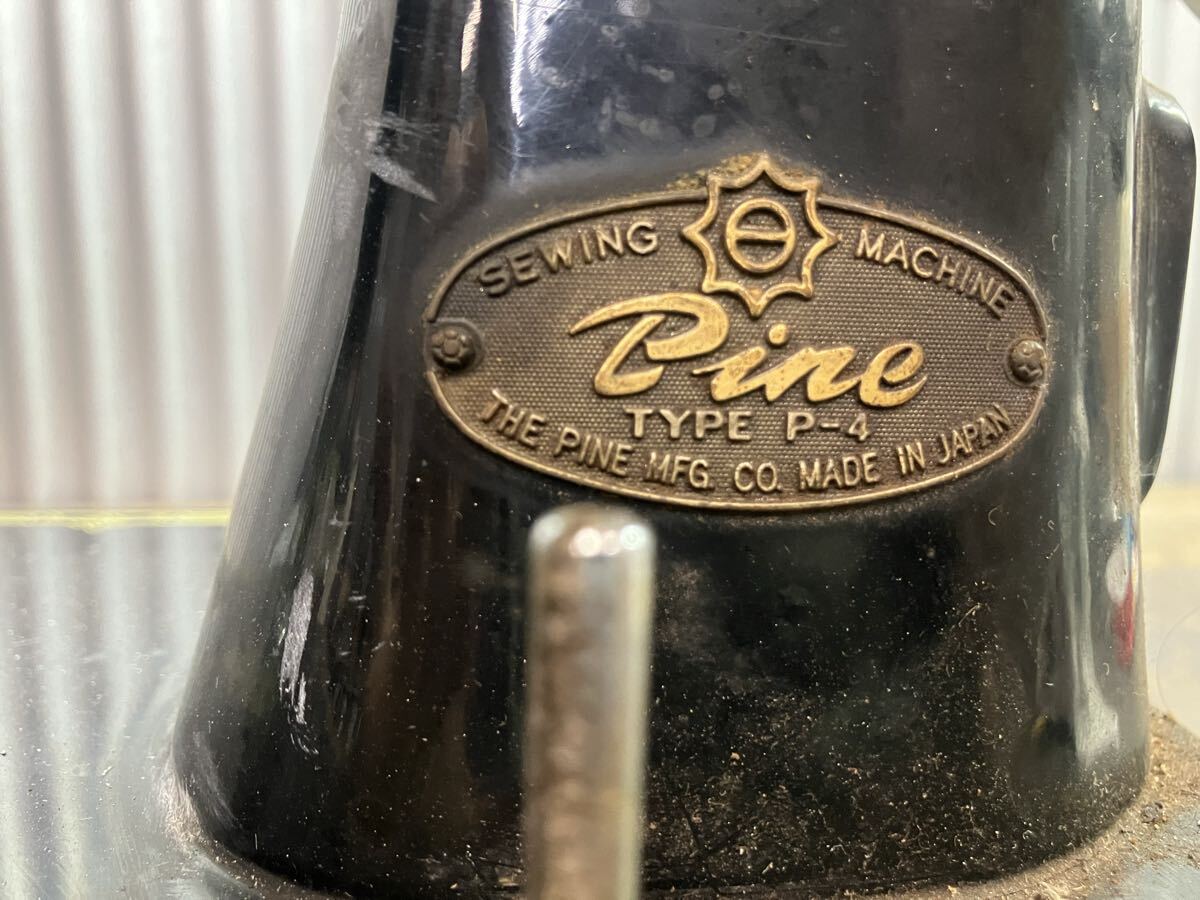 SEWING MACHINE
Pine
TYPE P-4
THE PINE MFG. CO. MADE IN JAPAN